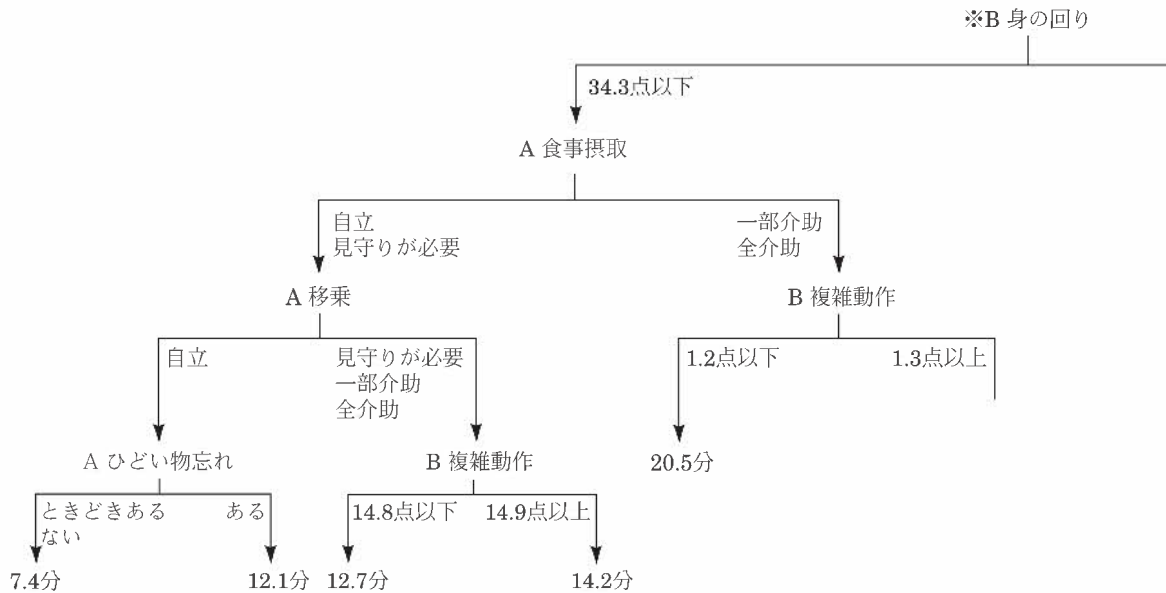 ※B 身の回り
34.3点以下
A 食事摂取
自立
見守りが必要
一部介助
全介助
A 移乗
B 複雑動作
自立
見守りが必要
一部介助
全介助
1.2点以下
1.3点以上
A ひどい物忘れ
B 複雑動作
20.5分
ときどきある
ない
ある
14.8点以下
14.9点以上
7.4分
12.1分
12.7分
14.2分